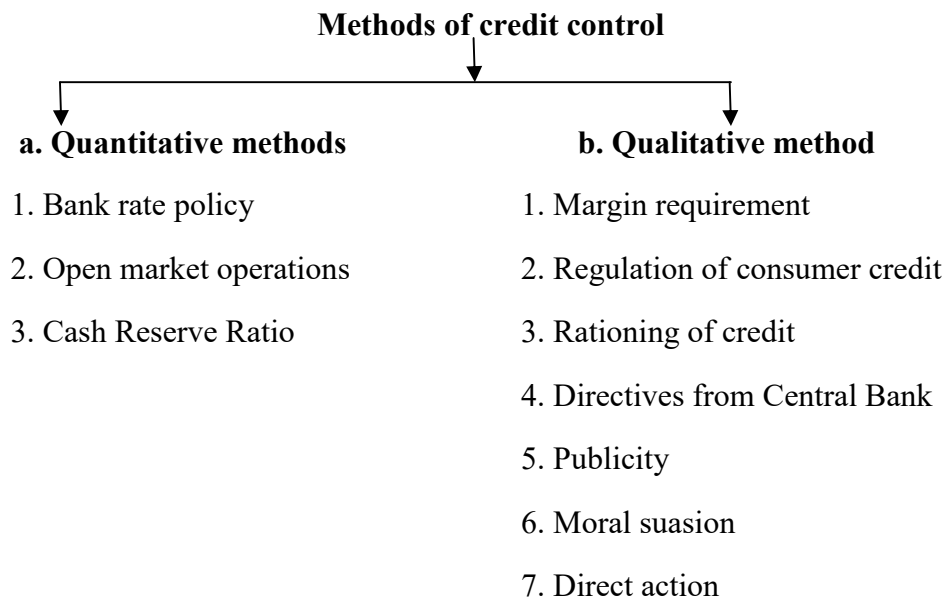 Methods of credit control
a. Quantitative methods
1. Bank rate policy
2. Open market operations
3. Cash Reserve Ratio
b. Qualitative method
1. Margin requirement
2. Regulation of consumer credit
3. Rationing of credit
4. Directives from Central Bank
5. Publicity
6. Moral suasion
7. Direct action